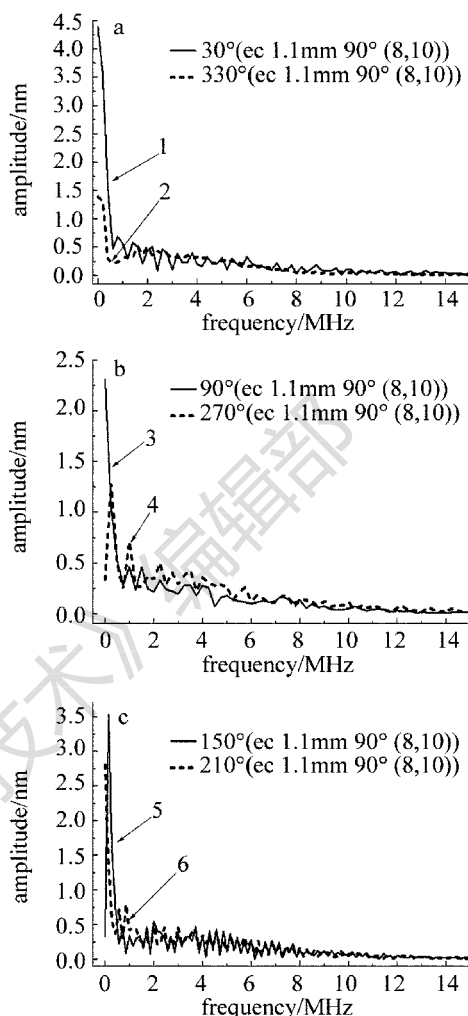 a
4.5
4.0
3.5
3.0
2.5
2.0
1.5
1.0
0.5
0.0
amplitude/nm
30°(ec 1.1mm 90° (8,10))
330°(ec 1.1mm 90° (8,10))
1
2
0 2 4 6 8 10 12 14
frequency/MHz
b
2.5
2.0
1.5
1.0
0.5
0.0
amplitude/nm
90°(ec 1.1mm 90° (8,10))
270°(ec 1.1mm 90° (8,10))
3
4
0 2 4 6 8 10 12 14
frequency/MHz
c
3.5
3.0
2.5
2.0
1.5
1.0
0.5
0.0
amplitude/nm
150°(ec 1.1mm 90° (8,10))
210°(ec 1.1mm 90° (8,10))
5
6
0 2 4 6 8 10 12 14
frequency/MHz
技术》编辑部